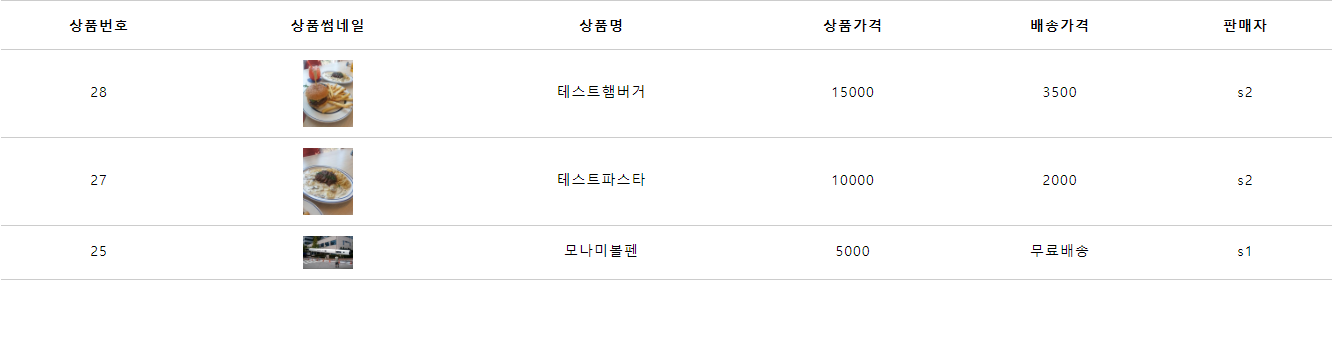 상품번호 상품썸네일 상품명 상품가격 배송가격 판매자
28 테스트햄버거 15000 3500 s2
27 테스트파스타 10000 2000 s2
25 모나미볼펜 5000 무료배송 s1